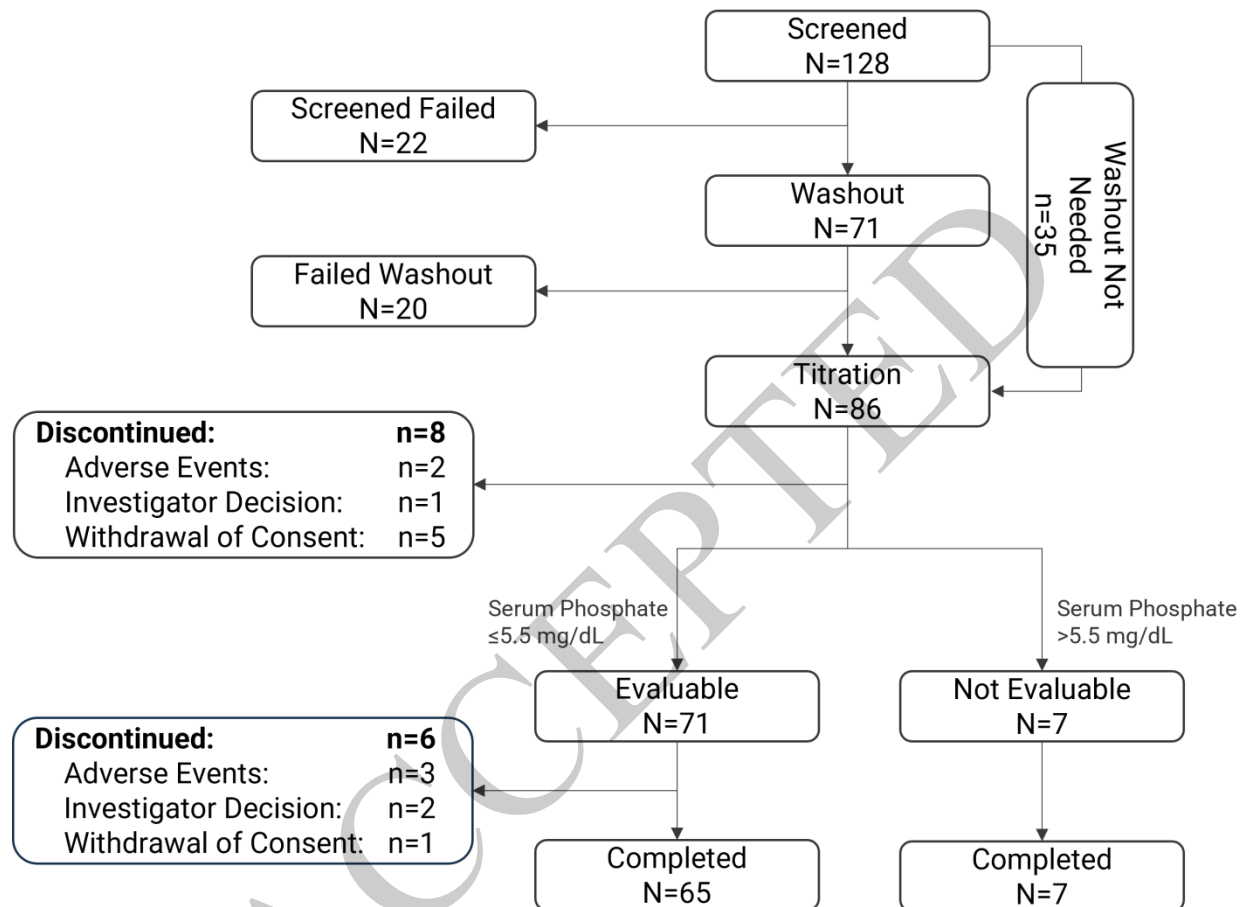 Screened
N=128
Screened Failed
N=22
Washout Not
Needed
n=35
Washout
N=71
Failed Washout
N=20
Titration
N=86
Discontinued: n=8
Adverse Events: n=2
Investigator Decision: n=1
Withdrawal of Consent: n=5
Serum Phosphate
≤5.5 mg/dL
Serum Phosphate
>5.5 mg/dL
Evaluable
N=71
Not Evaluable
N=7
Discontinued: n=6
Adverse Events: n=3
Investigator Decision: n=2
Withdrawal of Consent: n=1
Completed
N=65
Completed
N=7
ACCEPTED